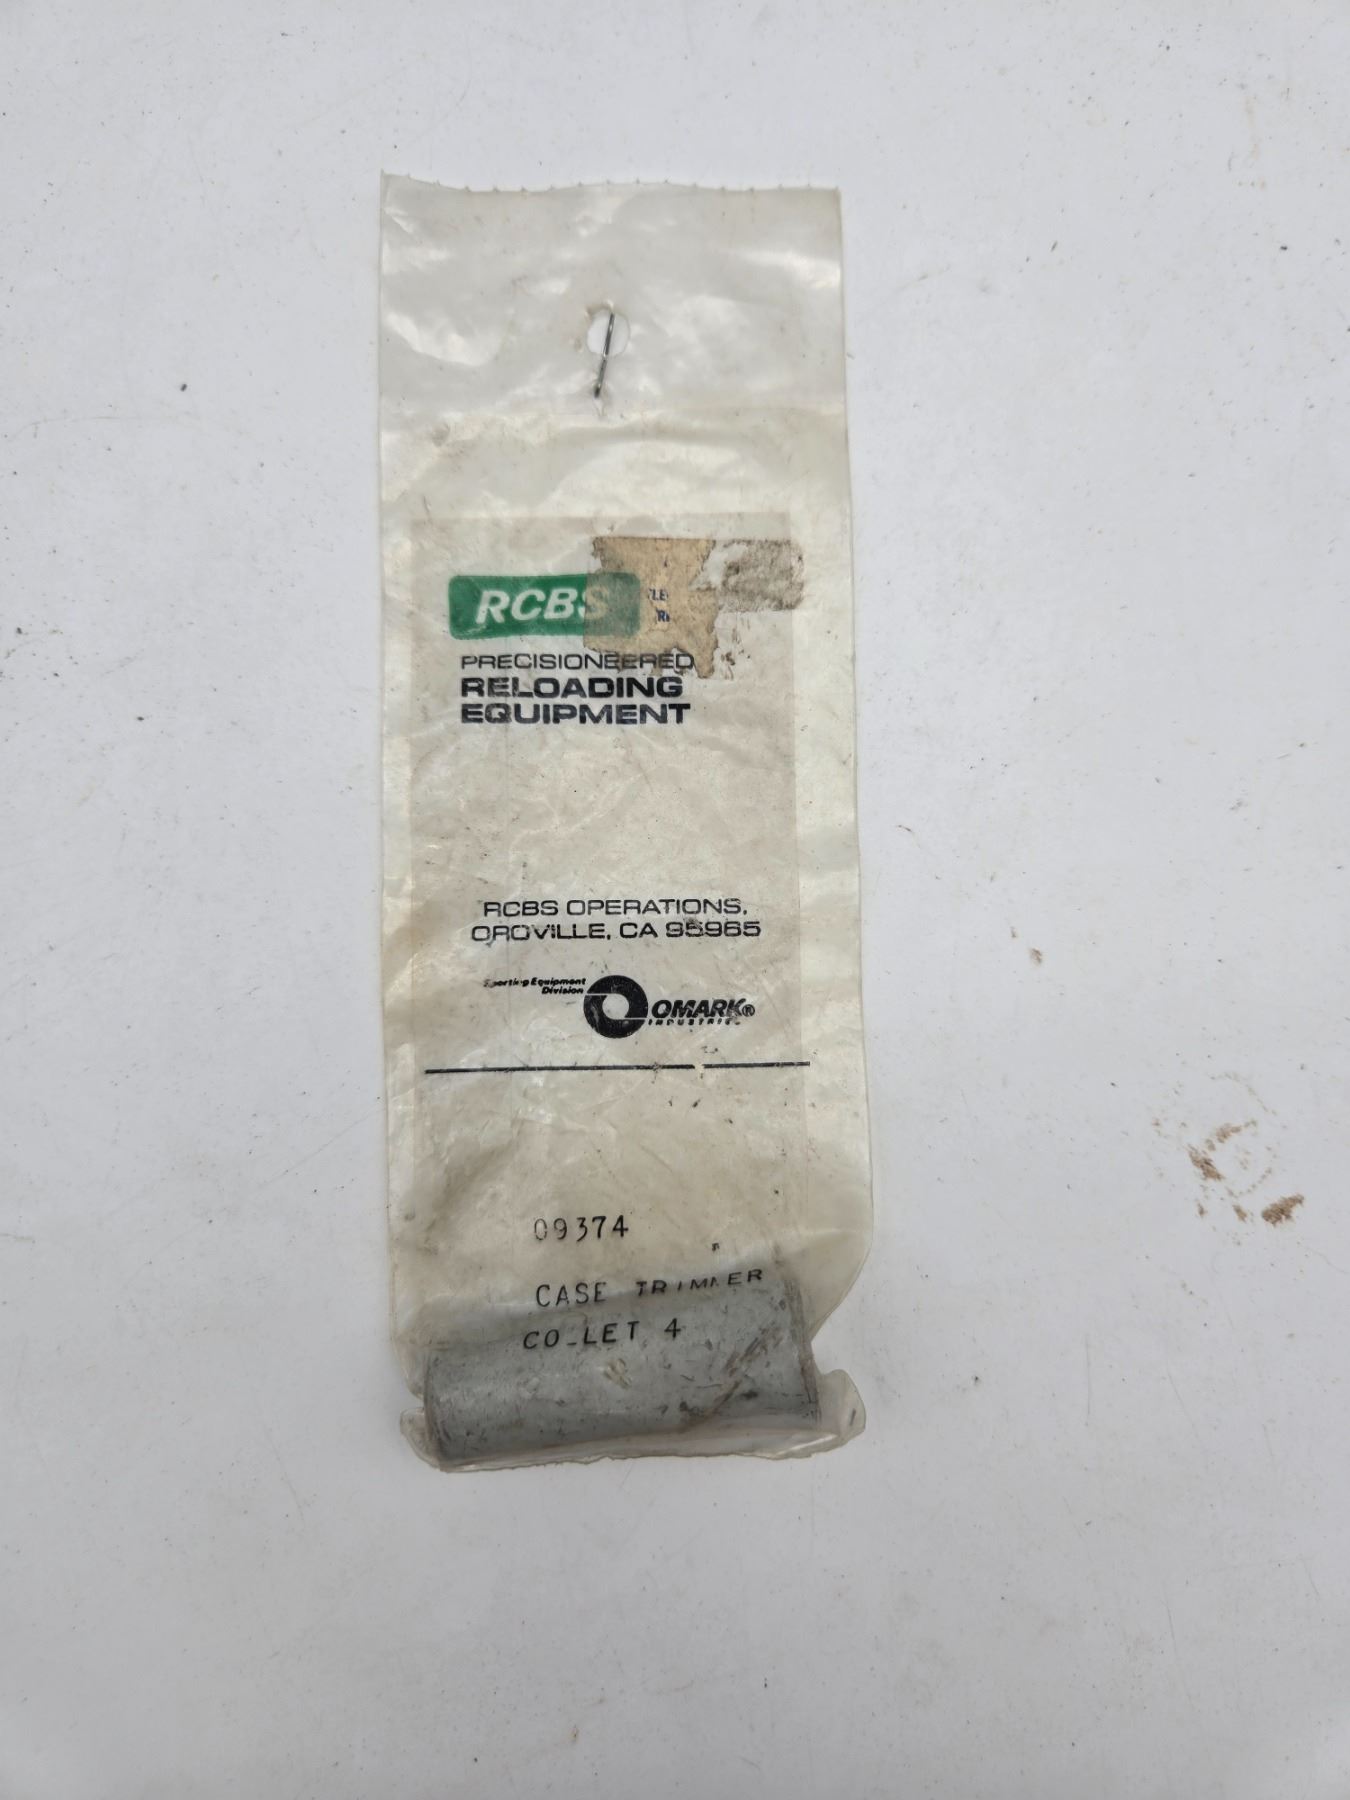 RCBS
PRECISIONEERED
RELOADING
EQUIPMENT
RCBS OPERATIONS,
OROVILLE, CA 95965
Sporting Equipment
Division
OMARK®
INDUSTRIES
09374
CASE TRIMMER
COLLET 4